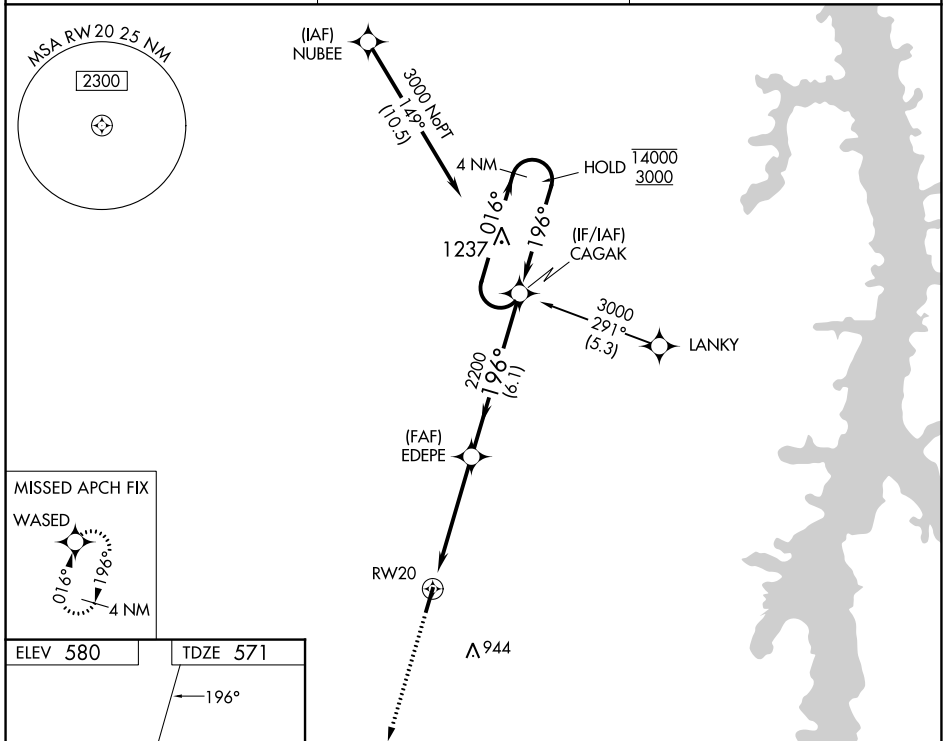 MSA RW20 25 NM
2300
(IAF)
NUBEE
3000 NoPT
149°
(10.5)
4 NM
HOLD
14000
3000
016°
196°
1237
(IF/IAF)
CAGAK
3000
291°
(5.3)
LANKY
2200
196°
(6.1)
(FAF)
EDEPE
MISSED APCH FIX
WASED
016°
196°
4 NM
RW20
944
ELEV 580
TDZE 571
196°